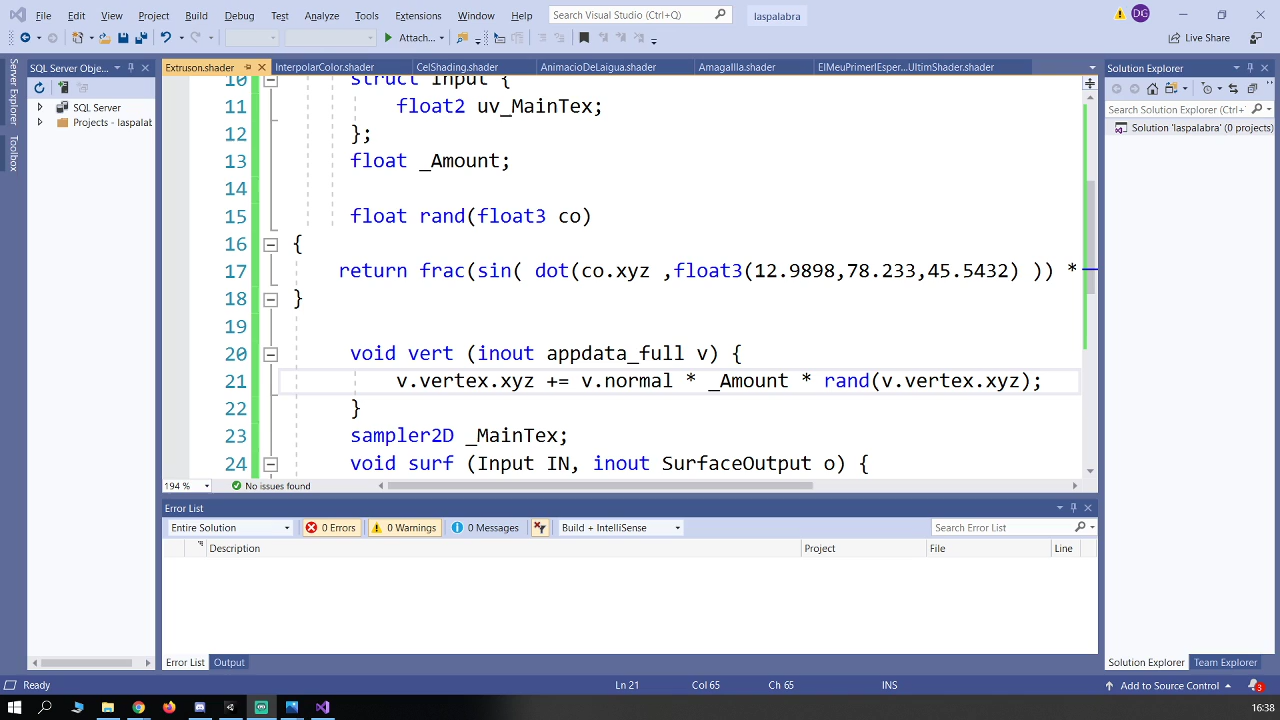 File Edit View Project Build Debug Test Analyze Tools Extensions Window Help Search Visual Studio laspalabra DG
Attach... Live Share
Server Explorer
Toolbox
SQL Server Obje...
SQL Server
Projects - laspalab
Extruson.shader InterpolarColor.shader CelShading.shader AnimacioDeLaigua.shader AmagaIlla.shader ElMeuPrimerIEsper...UltimShader.shader
10 struct Input {
11 float2 uv_MainTex;
12 };
13 float _Amount;
14
15 float rand(float3 co)
16 {
17 return frac(sin( dot(co.xyz ,float3(12.9898,78.233,45.5432) )) *
18 }
19
20 void vert (inout appdata_full v) {
21 v.vertex.xyz += v.normal * _Amount * rand(v.vertex.xyz);
22 }
23 sampler2D _MainTex;
24 void surf (Input IN, inout SurfaceOutput o) {
194 % No issues found
Error List
Entire Solution 0 Errors 0 Warnings 0 Messages Build + IntelliSense Search Error List
Description Project File Line
Error List Output
Solution Explorer
Search Solution Explorer (Ctrl+'
Solution 'laspalabra' (0 projects)
Solution Explorer Team Explorer
Ready Ln 21 Col 65 Ch 65 INS Add to Source Control 3
16:38